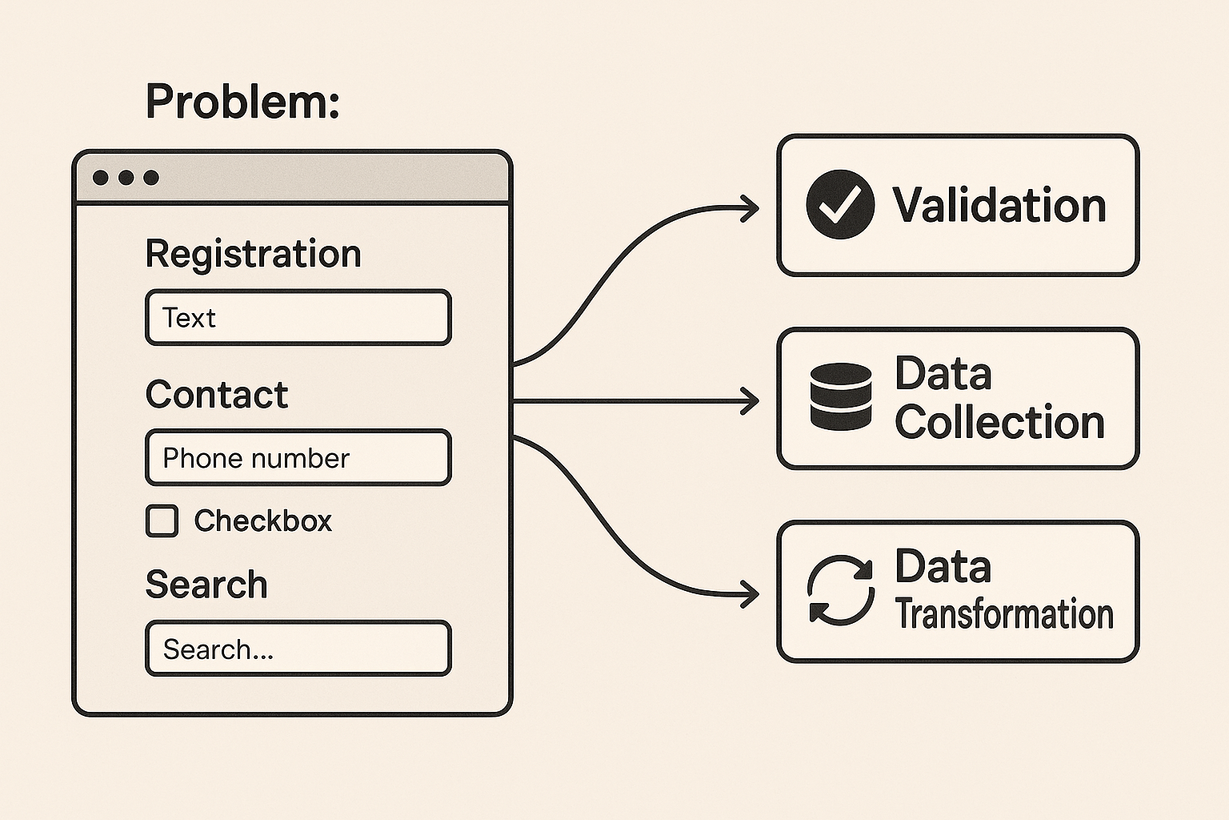 Problem:
Registration
Text
Contact
Phone number
Checkbox
Search
Search...
Validation
Data
Collection
Data
Transformation